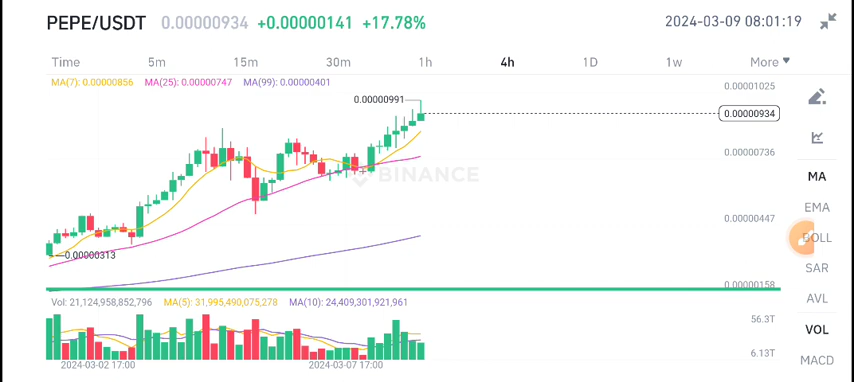 PEPE/USDT 0.00000934 +0.00000141 +17.78% 2024-03-09 08:01:19
Time 5m 15m 30m 1h 4h 1D 1w More
MA(7): 0.00000856 MA(25): 0.00000747 MA(99): 0.00000401
0.00001025
0.00000991
0.00000934
0.00000736
BINANCE
MA
EMA
0.00000447
BOLL
0.00000313
SAR
0.00000158
AVL
Vol: 21,124,958,852,796 MA(5): 31,995,490,075,278 MA(10): 24,409,301,921,961
56.3T
VOL
6.13T
MACD
2024-03-02 17:00 2024-03-07 17:00